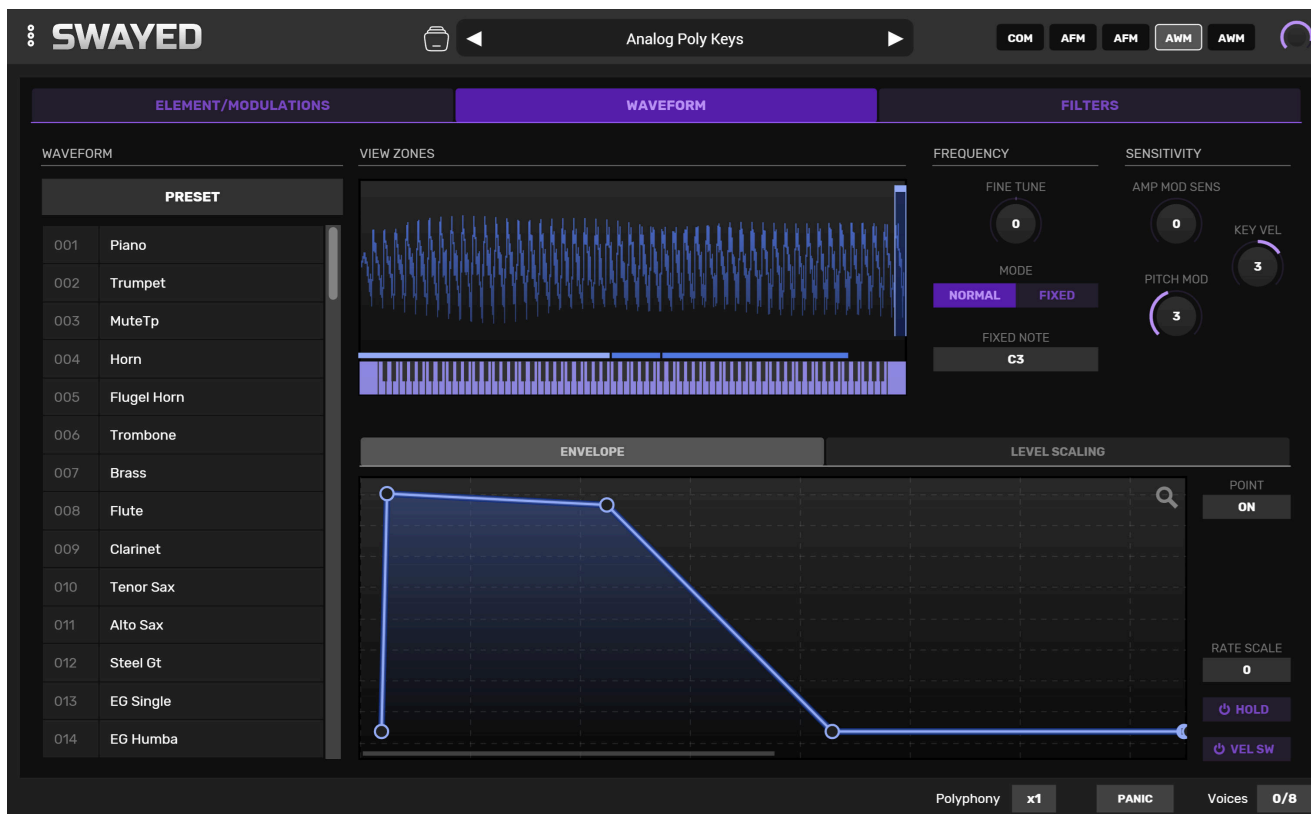 SWAYED
Analog Poly Keys
COM AFM AFM AWM AWM
ELEMENT/MODULATIONS WAVEFORM FILTERS
WAVEFORM
PRESET
001 Piano
002 Trumpet
003 MuteTp
004 Horn
005 Flugel Horn
006 Trombone
007 Brass
008 Flute
009 Clarinet
010 Tenor Sax
011 Alto Sax
012 Steel Gt
013 EG Single
014 EG Humba
VIEW ZONES
FREQUENCY
FINE TUNE
0
MODE
NORMAL FIXED
FIXED NOTE
C3
SENSITIVITY
AMP MOD SENS
0
KEY VEL
3
PITCH MOD
3
ENVELOPE LEVEL SCALING
POINT
ON
RATE SCALE
0
HOLD
VEL SW
Polyphony x1 PANIC Voices 0/8